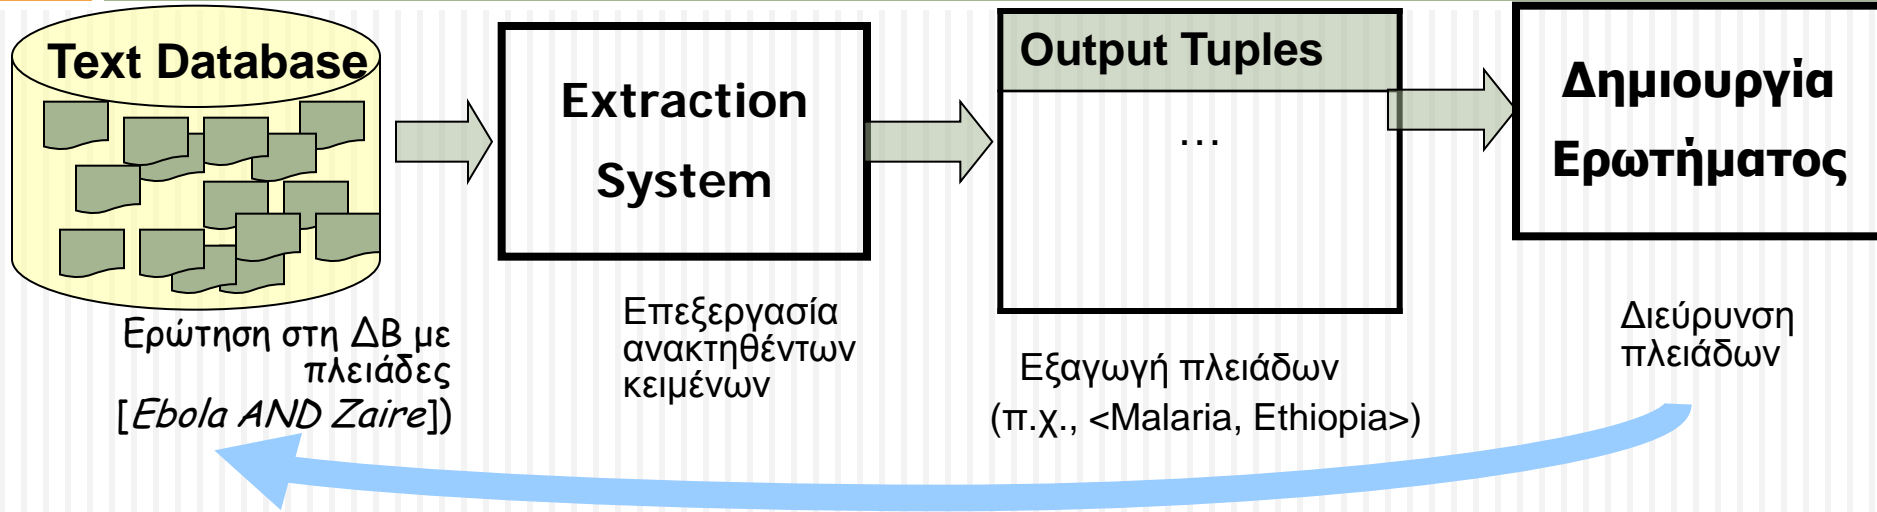 Text Database
Ερώτηση στη ΔΒ με
πλειάδες
[Ebola AND Zaire])
Extraction
System
Επεξεργασία
ανακτηθέντων
κειμένων
Output Tuples
…
Εξαγωγή πλειάδων
(π.χ., <Malaria, Ethiopia>)
Δημιουργία
Ερωτήματος
Διεύρυνση
πλειάδων